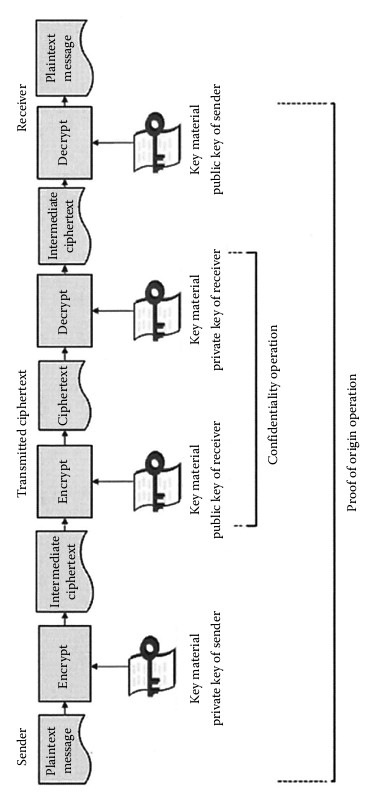 Sender
Transmitted ciphertext
Receiver
Plaintext
message
Encrypt
Intermediate
ciphertext
Encrypt
Ciphertext
Decrypt
Intermediate
ciphertext
Decrypt
Plaintext
message
Key material
private key of sender
Key material
public key of receiver
Key material
private key of receiver
Key material
public key of sender
Confidentiality operation
Proof of origin operation